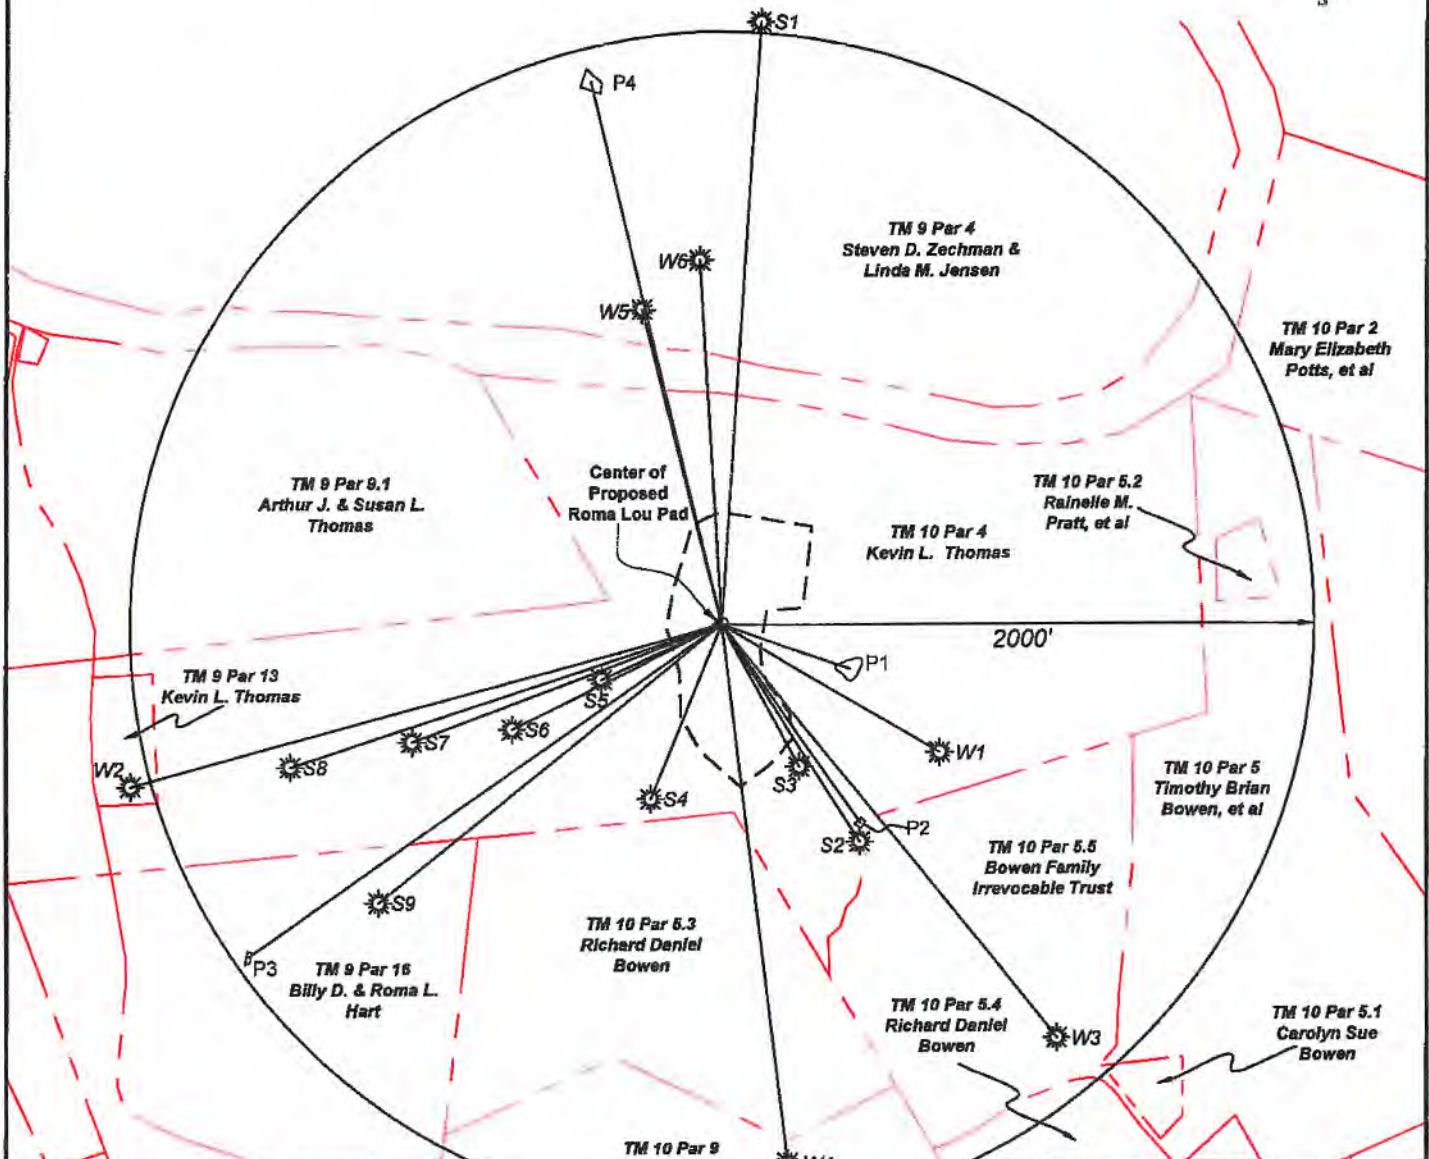 S
S1
P4
TM 9 Par 4
Steven D. Zechman &
Linda M. Jensen
W6
W5
TM 10 Par 2
Mary Elizabeth
Potts, et al
Center of
Proposed
Roma Lou Pad
TM 9 Par 9.1
Arthur J. & Susan L.
Thomas
TM 10 Par 5.2
Rainelle M.
Pratt, et al
TM 10 Par 4
Kevin L. Thomas
2000'
P1
TM 9 Par 13
Kevin L. Thomas
S5
S6
S7
S8
W2
W1
S3
S4
TM 10 Par 5
Timothy Brian
Bowen, et al
P2
S2
TM 10 Par 5.5
Bowen Family
Irrevocable Trust
S9
TM 10 Par 5.3
Richard Daniel
Bowen
P3
TM 9 Par 16
Billy D. & Roma L.
Hart
TM 10 Par 5.4
Richard Daniel
Bowen
W3
TM 10 Par 5.1
Carolyn Sue
Bowen
TM 10 Par 9